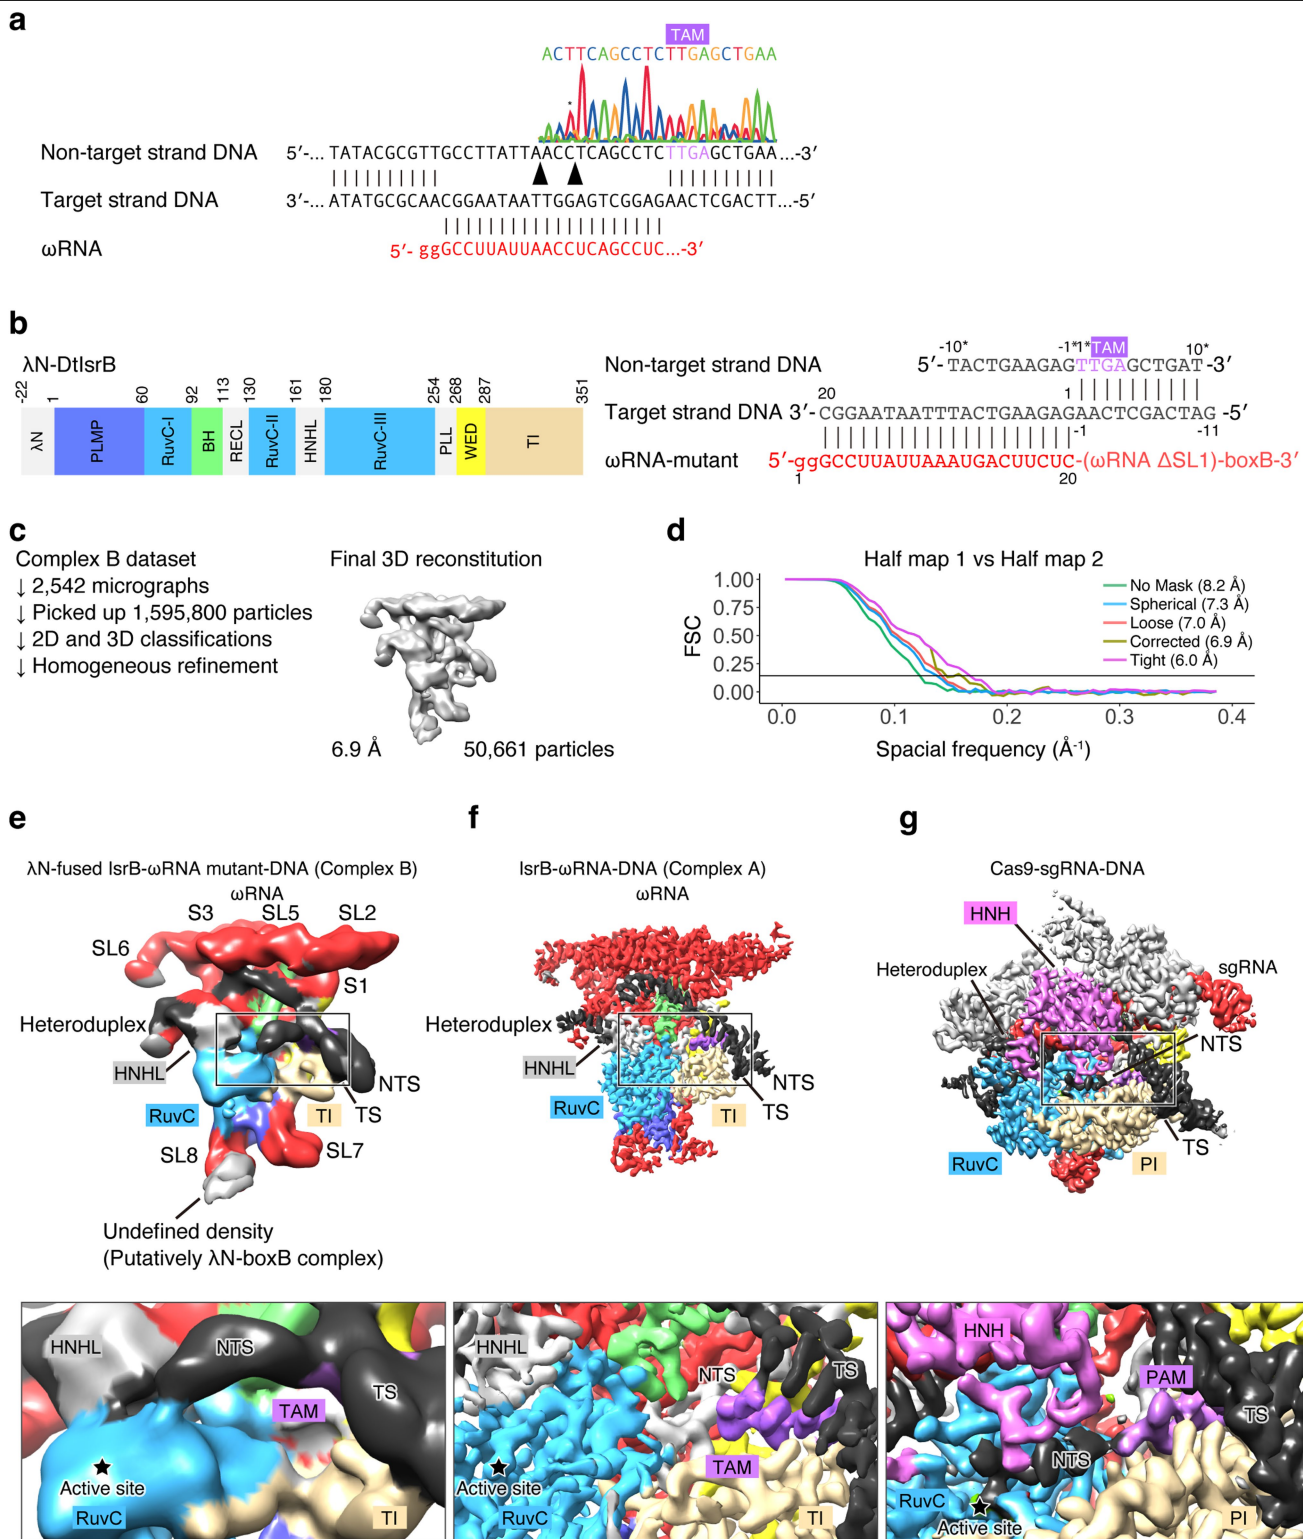 a
TAM
ACTTCAGCCTCTTGAGCTGAA
*
Non-target strand DNA 5′-... TATACGCGTTGCCTTATTAACCTCAGCCTCTTGAGCTGAA...-3′
Target strand DNA 3′-... ATATGCGCAACGGAATAATTGGAGTCGGAGAACTCGACTT...-5′
ωRNA 5′- ggGCCUUAUUAACCUCAGCCUC...-3′
b
λN-DtIsrB
-22 1 60 92 113 130 161 180 254 268 287 351
λN PLMP RuvC-I BH RECL RuvC-II HNHL RuvC-III PLL WED TI
-10* -1*1* TAM 10*
Non-target strand DNA 5′-TACTGAAGAGTTGAGCTGAT-3′
20 1
Target strand DNA 3′-CGGAATAATTTACTGAAGAGAACTCGACTAG -5′
-1 -11
ωRNA-mutant 5′-ggGCCUUAUUAAAUGACUUCUC-(ωRNA ΔSL1)-boxB-3′
1 20
c
Complex B dataset
↓ 2,542 micrographs
↓ Picked up 1,595,800 particles
↓ 2D and 3D classifications
↓ Homogeneous refinement
Final 3D reconstitution
6.9 Å 50,661 particles
d
Half map 1 vs Half map 2
FSC
1.00
0.75
0.50
0.25
0.00
No Mask (8.2 Å)
Spherical (7.3 Å)
Loose (7.0 Å)
Corrected (6.9 Å)
Tight (6.0 Å)
0.0 0.1 0.2 0.3 0.4
Spacial frequency (Å⁻¹)
e
λN-fused IsrB-ωRNA mutant-DNA (Complex B)
ωRNA
S3 SL5 SL2
SL6
S1
Heteroduplex
HNHL
NTS
RuvC TI TS
SL8 SL7
Undefined density
(Putatively λN-boxB complex)
f
IsrB-ωRNA-DNA (Complex A)
ωRNA
Heteroduplex
HNHL
NTS
RuvC TI TS
g
Cas9-sgRNA-DNA
HNH
Heteroduplex sgRNA
NTS
TS
RuvC PI
HNHL NTS
TS
TAM
Active site
RuvC TI
HNHL
NTS TS
TAM
Active site
RuvC TI
HNH
PAM
TS
NTS
RuvC
PI
Active site